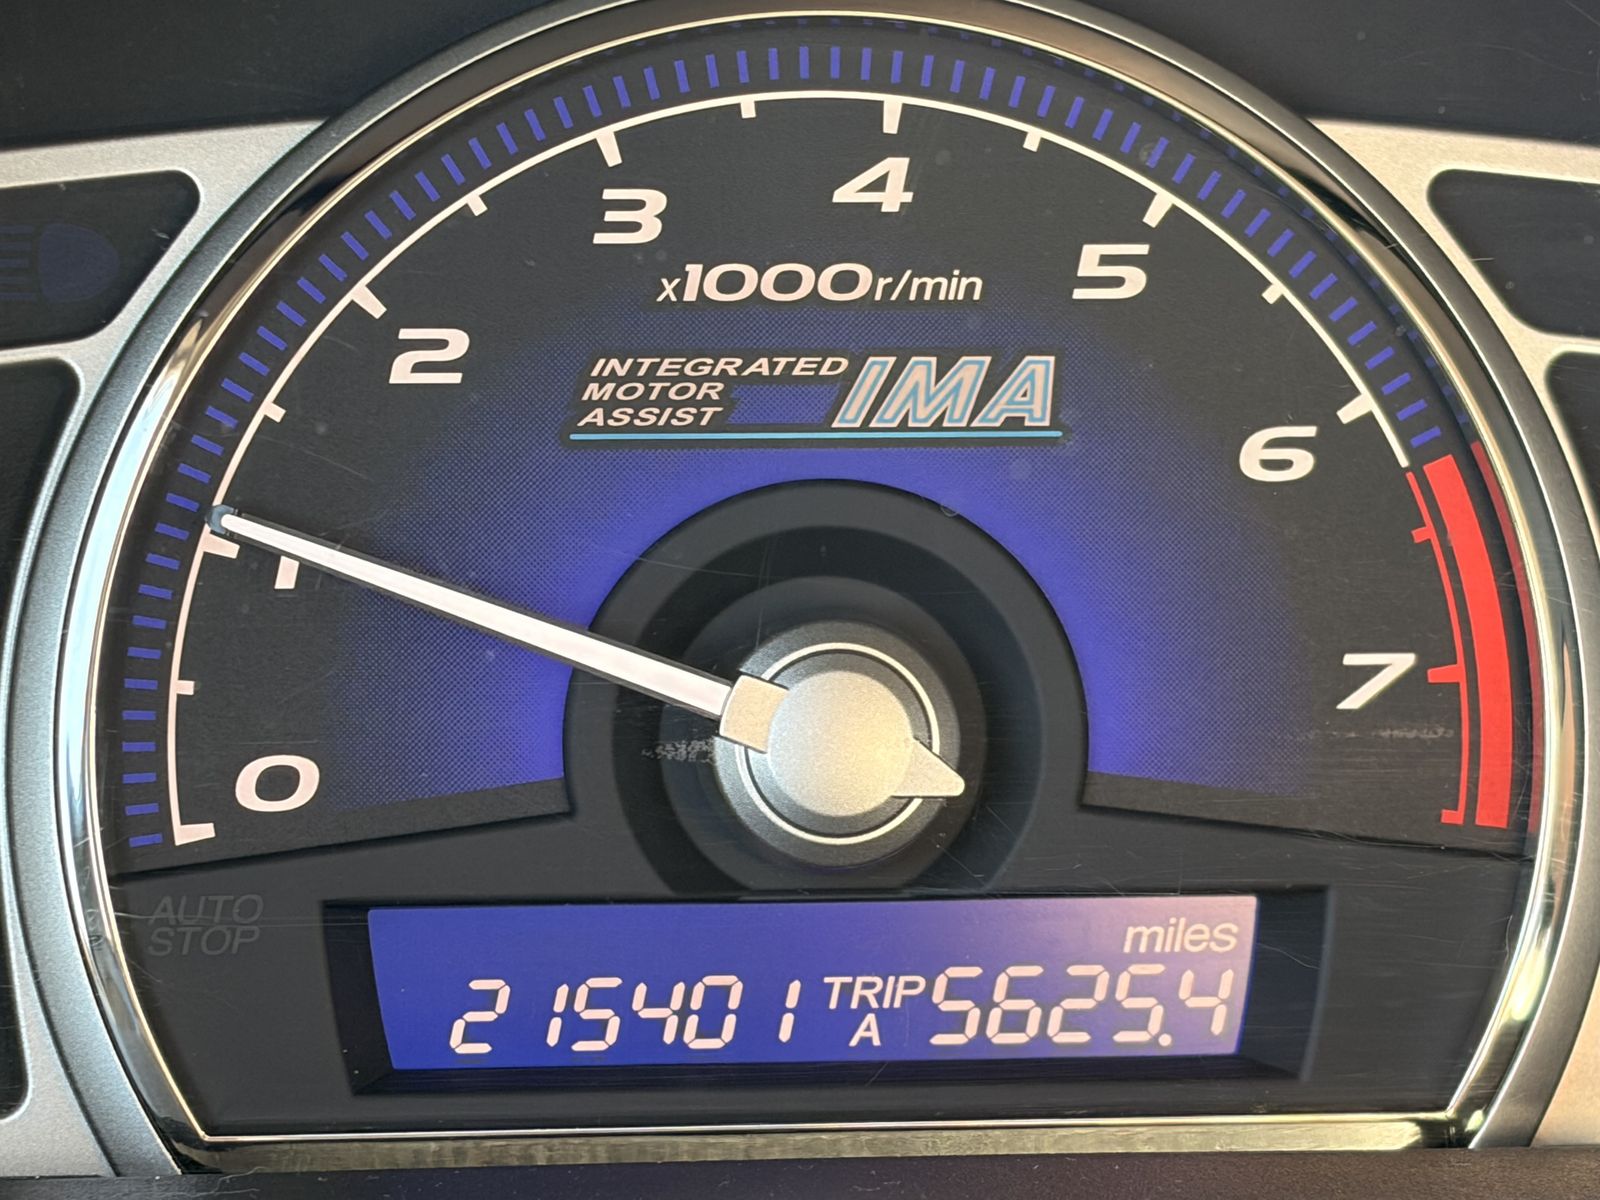 3
4
5
x1000r/min
2
INTEGRATED
MOTOR
ASSIST
IMA
6
1
7
0
AUTO
STOP
miles
215401 TRIP A 5625.4